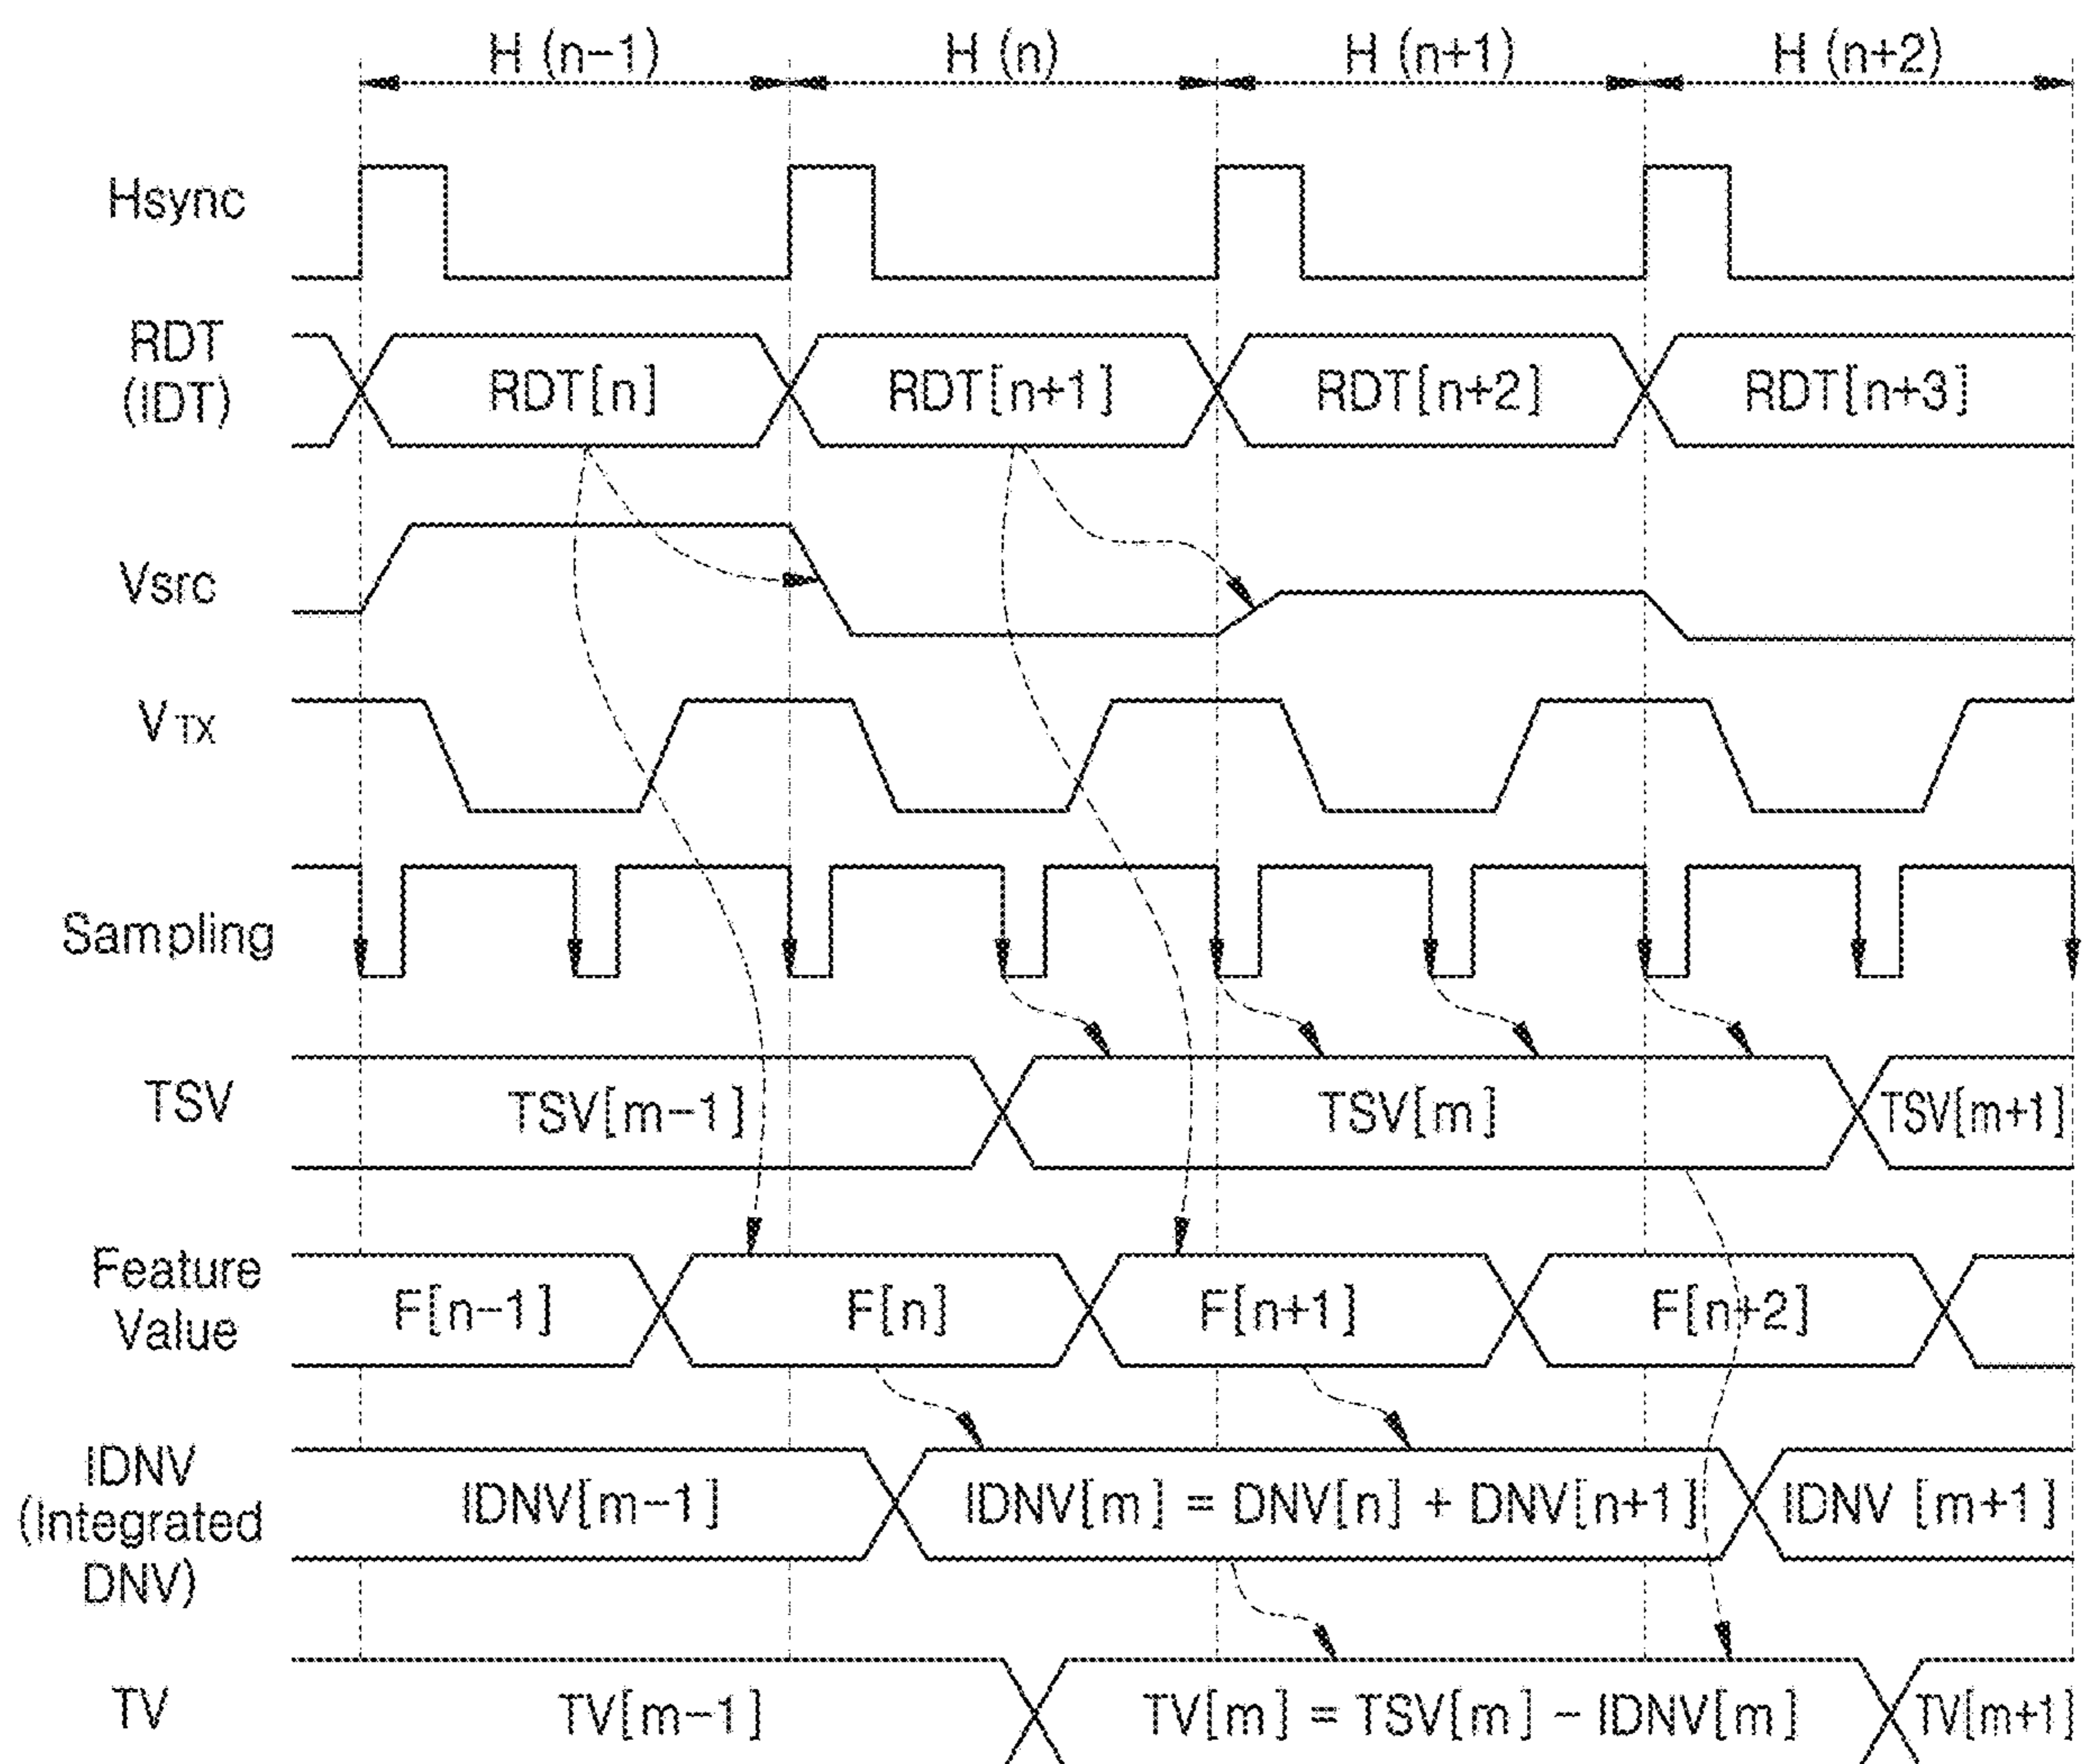 H (n-1) H (n) H (n+1) H (n+2)
Hsync
RDT
(IDT)
RDT[n] RDT[n+1] RDT[n+2] RDT[n+3]
Vsrc
VTX
Sampling
TSV
TSV[m-1] TSV[m] TSV[m+1]
Feature
Value
F[n-1] F[n] F[n+1] F[n+2]
IDNV
(Integrated
DNV)
IDNV[m-1] IDNV[m] = DNV[n] + DNV[n+1] IDNV [m+1]
TV
TV[m-1] TV[m] = TSV[m] - IDNV[m] TV[m+1]